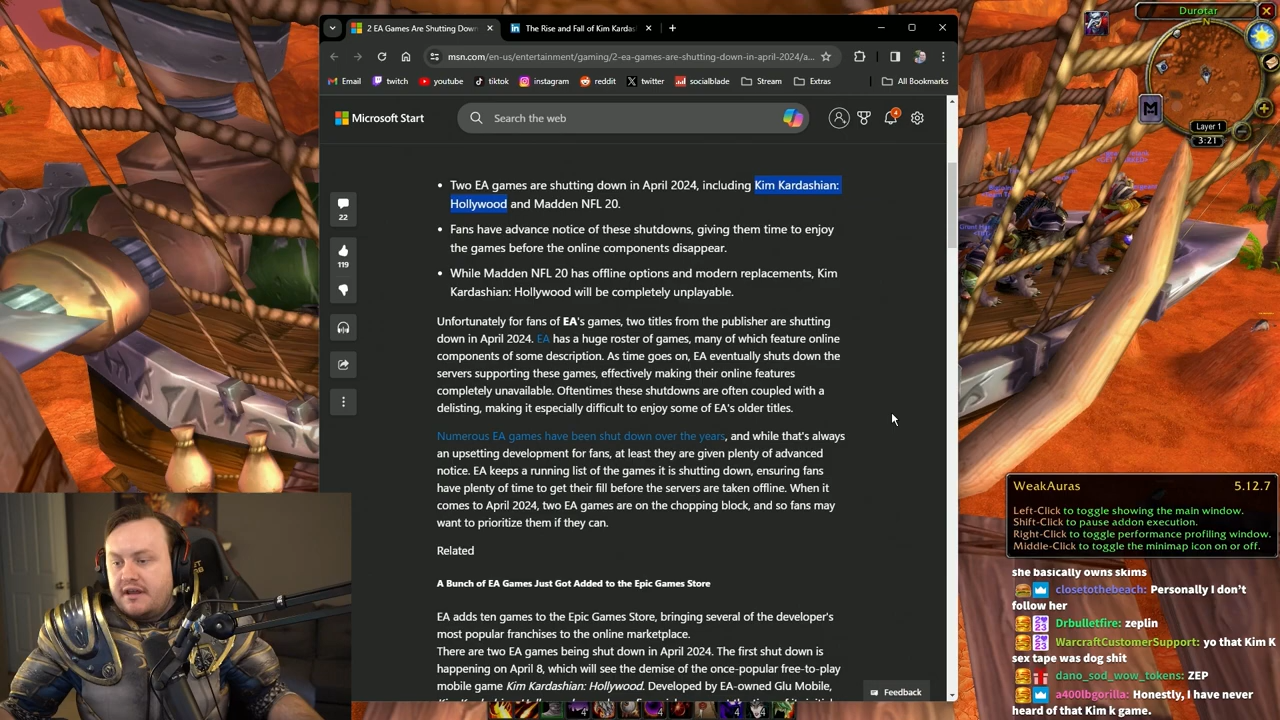 2 EA Games Are Shutting Down
The Rise and Fall of Kim Kardas
msn.com/en-us/entertainment/gaming/2-ea-games-are-shutting-down-in-april-2024/a...
Email
twitch
youtube
tiktok
instagram
reddit
twitter
socialblade
Stream
Extras
All Bookmarks
Microsoft Start
Search the web
4
22
119
• Two EA games are shutting down in April 2024, including Kim Kardashian:
Hollywood and Madden NFL 20.
• Fans have advance notice of these shutdowns, giving them time to enjoy
the games before the online components disappear.
• While Madden NFL 20 has offline options and modern replacements, Kim
Kardashian: Hollywood will be completely unplayable.
Unfortunately for fans of EA's games, two titles from the publisher are shutting
down in April 2024. EA has a huge roster of games, many of which feature online
components of some description. As time goes on, EA eventually shuts down the
servers supporting these games, effectively making their online features
completely unavailable. Oftentimes these shutdowns are often coupled with a
delisting, making it especially difficult to enjoy some of EA's older titles.
Numerous EA games have been shut down over the years, and while that's always
an upsetting development for fans, at least they are given plenty of advanced
notice. EA keeps a running list of the games it is shutting down, ensuring fans
have plenty of time to get their fill before the servers are taken offline. When it
comes to April 2024, two EA games are on the chopping block, and so fans may
want to prioritize them if they can.
Related
A Bunch of EA Games Just Got Added to the Epic Games Store
EA adds ten games to the Epic Games Store, bringing several of the developer's
most popular franchises to the online marketplace.
There are two EA games being shut down in April 2024. The first shut down is
happening on April 8, which will see the demise of the once-popular free-to-play
mobile game Kim Kardashian: Hollywood. Developed by EA-owned Glu Mobile,
Feedback
Durotar
N
M
Layer 1
3:21
WeakAuras 5.12.7
Left-Click to toggle showing the main window.
Shift-Click to pause addon execution.
Right-Click to toggle performance profiling window.
Middle-Click to toggle the minimap icon on or off.
she basically owns skims
closetothebeach: Personally I don't
follow her
Drbulletfire: zeplin
WarcraftCustomerSupport: yo that Kim K
sex tape was dog shit
dano_sod_wow_tokens: ZEP
a400lbgorilla: Honestly, I have never
heard of that Kim k game.